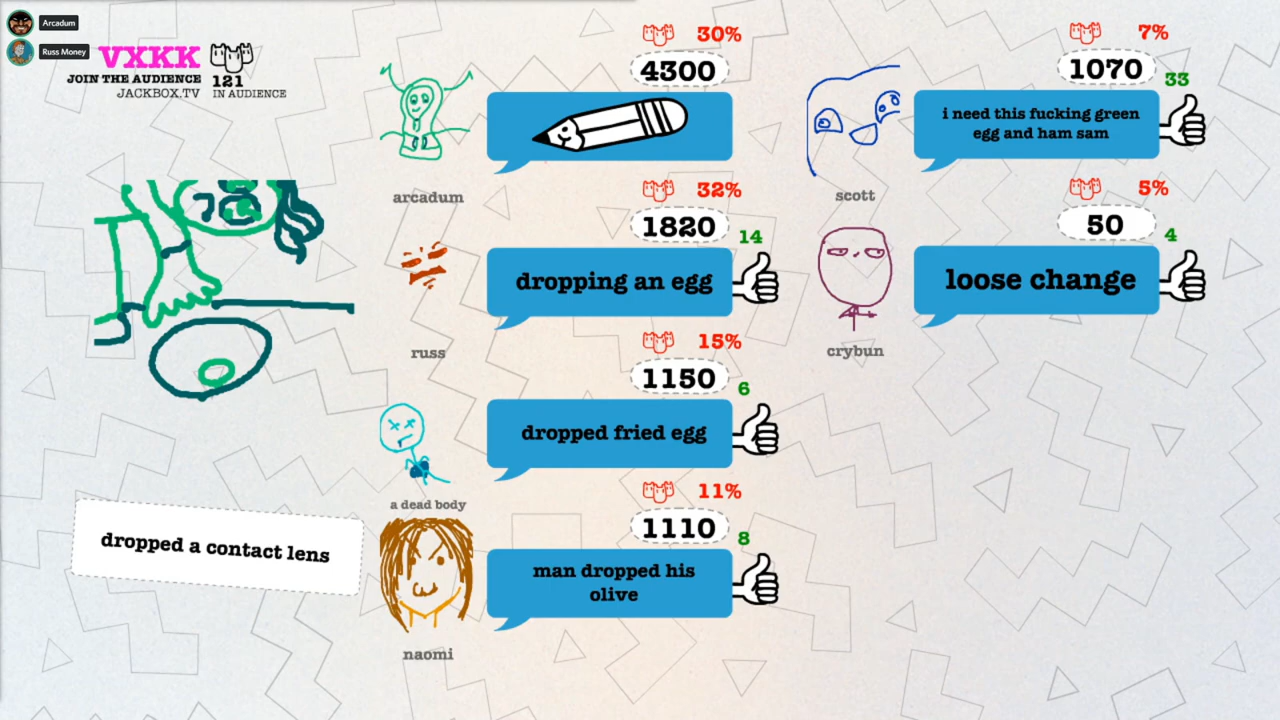 Arcadum
Russ Money
VXKK
JOIN THE AUDIENCE
JACKBOX.TV
121
IN AUDIENCE
30%
4300
arcadum
32%
1820
14
dropping an egg
russ
15%
1150
6
dropped fried egg
a dead body
11%
1110
8
man dropped his
olive
naomi
7%
1070
33
i need this fucking green
egg and ham sam
scott
5%
50
4
loose change
crybun
dropped a contact lens